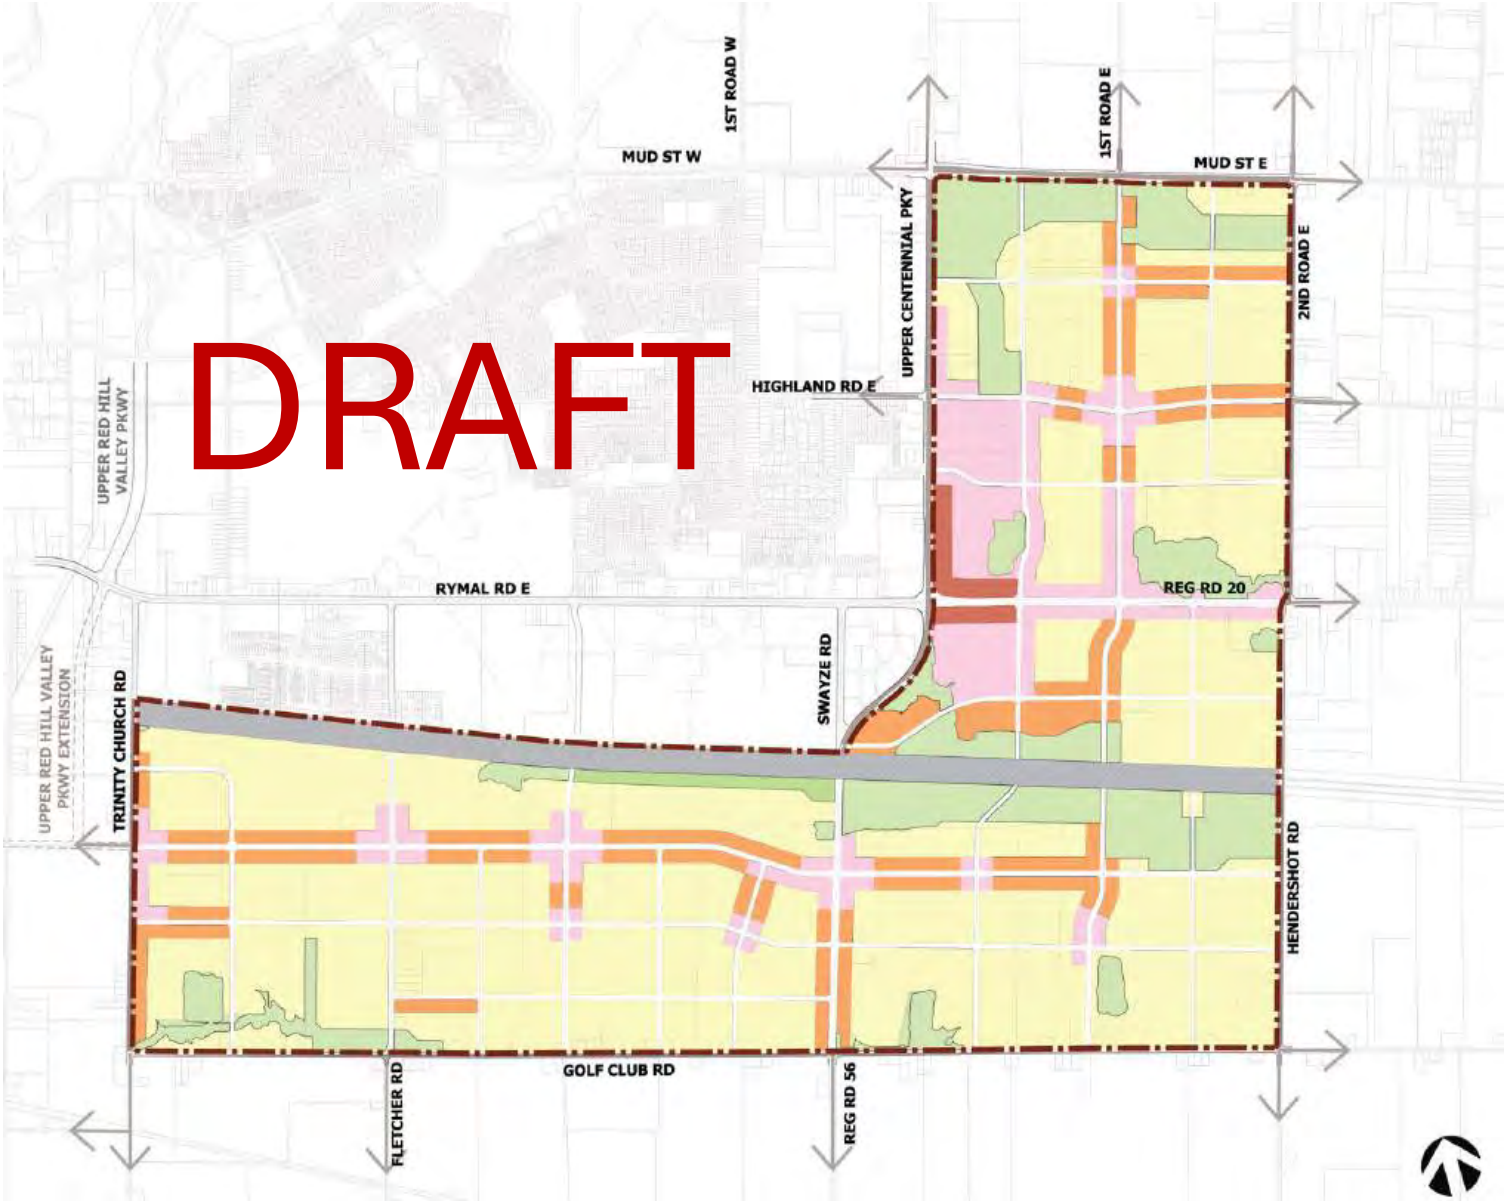 1ST ROAD W
1ST ROAD E
MUD ST W
MUD ST E
UPPER CENTENNIAL PKY
2ND ROAD E
DRAFT
HIGHLAND RD E
UPPER RED HILL
VALLEY PKWY
RYMAL RD E
REG RD 20
UPPER RED HILL VALLEY
PKWY EXTENSION
TRINITY CHURCH RD
SWAYZE RD
HENDERSHOT RD
GOLF CLUB RD
FLETCHER RD
REG RD 56